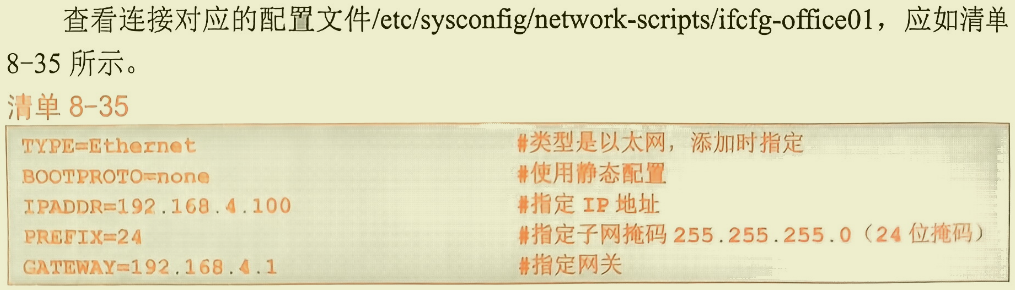 查看连接对应的配置文件/etc/sysconfig/network-scripts/ifcfg-office01，应如清单
8-35 所示。
清单 8-35
TYPE=Ethernet #类型是以太网，添加时指定
BOOTPROTO=none #使用静态配置
IPADDR=192.168.4.100 #指定 IP 地址
PREFIX=24 #指定子网掩码 255.255.255.0（24 位掩码）
GATEWAY=192.168.4.1 #指定网关